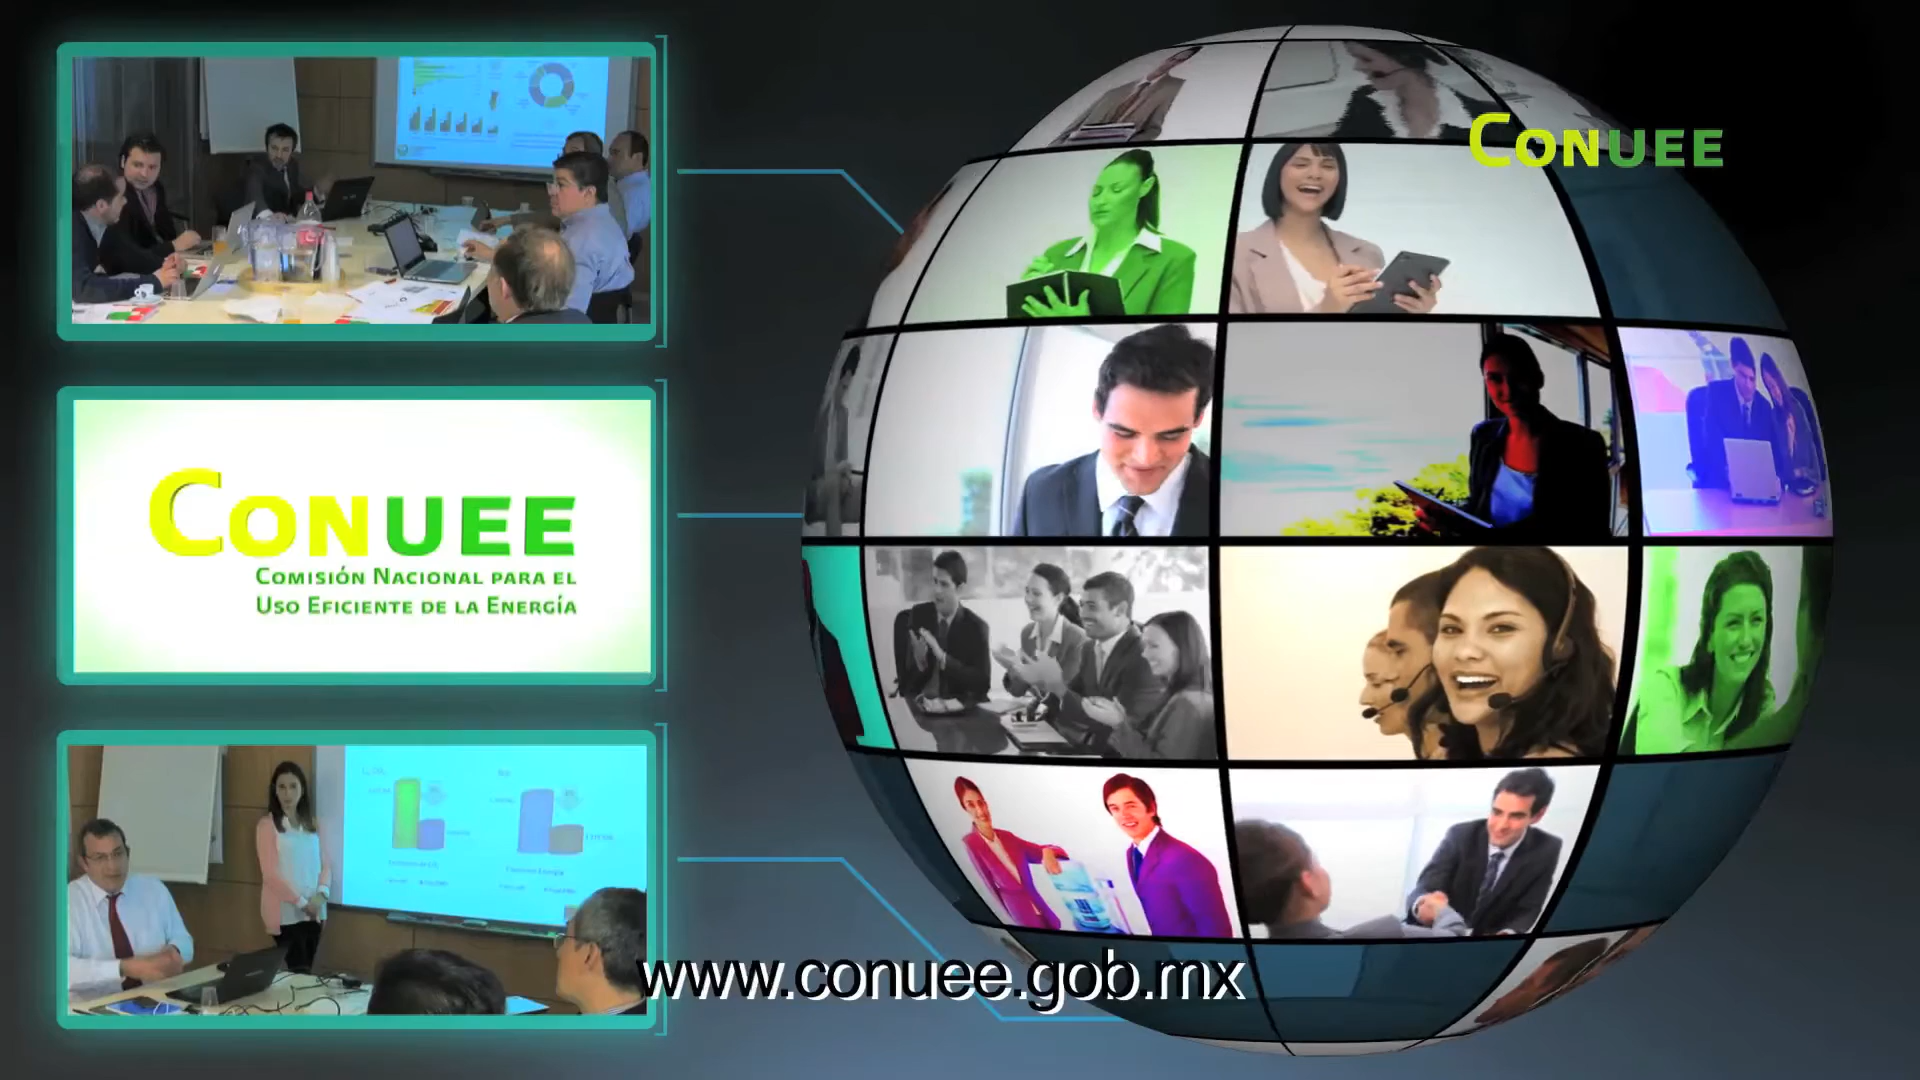 CONUEE
CONUEE
COMISIÓN NACIONAL PARA EL
USO EFICIENTE DE LA ENERGÍA
www.conuee.gob.mx